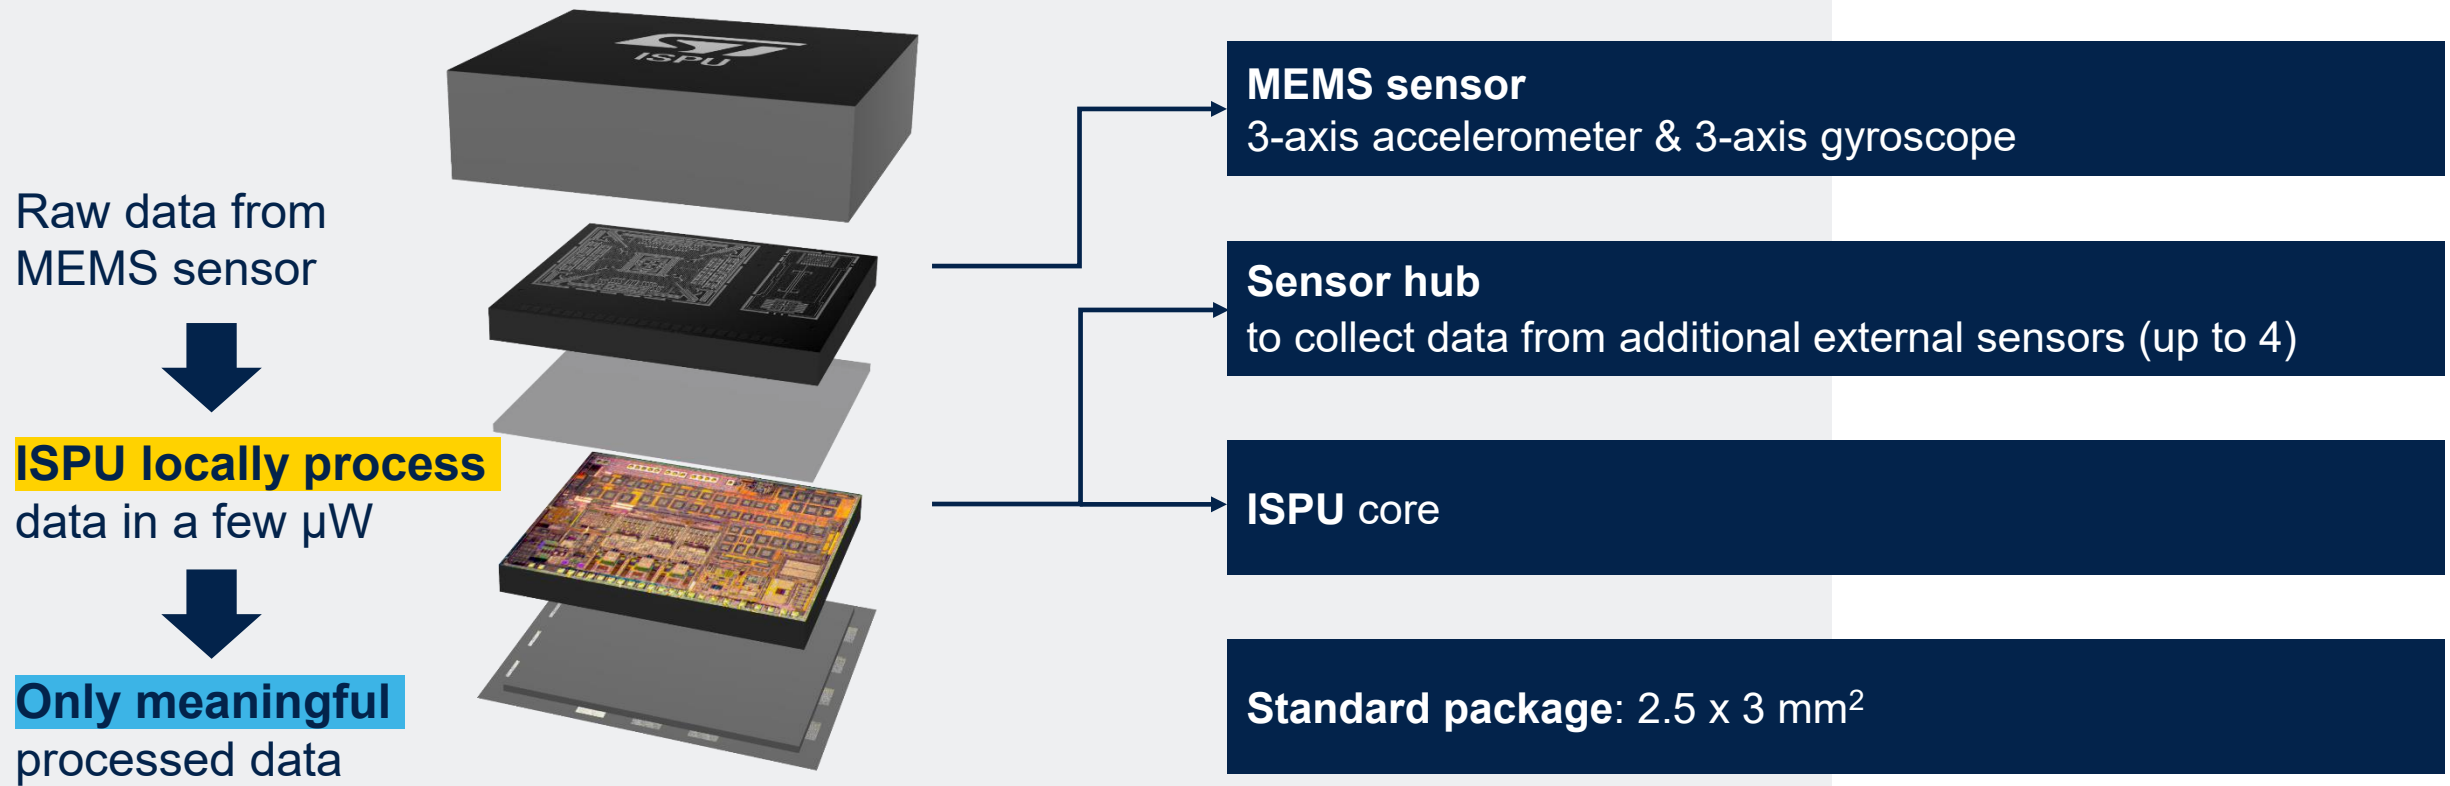 ST
ISPU
Raw data from
MEMS sensor
ISPU locally process
data in a few µW
Only meaningful
processed data
MEMS sensor
3-axis accelerometer & 3-axis gyroscope
Sensor hub
to collect data from additional external sensors (up to 4)
ISPU core
Standard package: 2.5 x 3 mm²